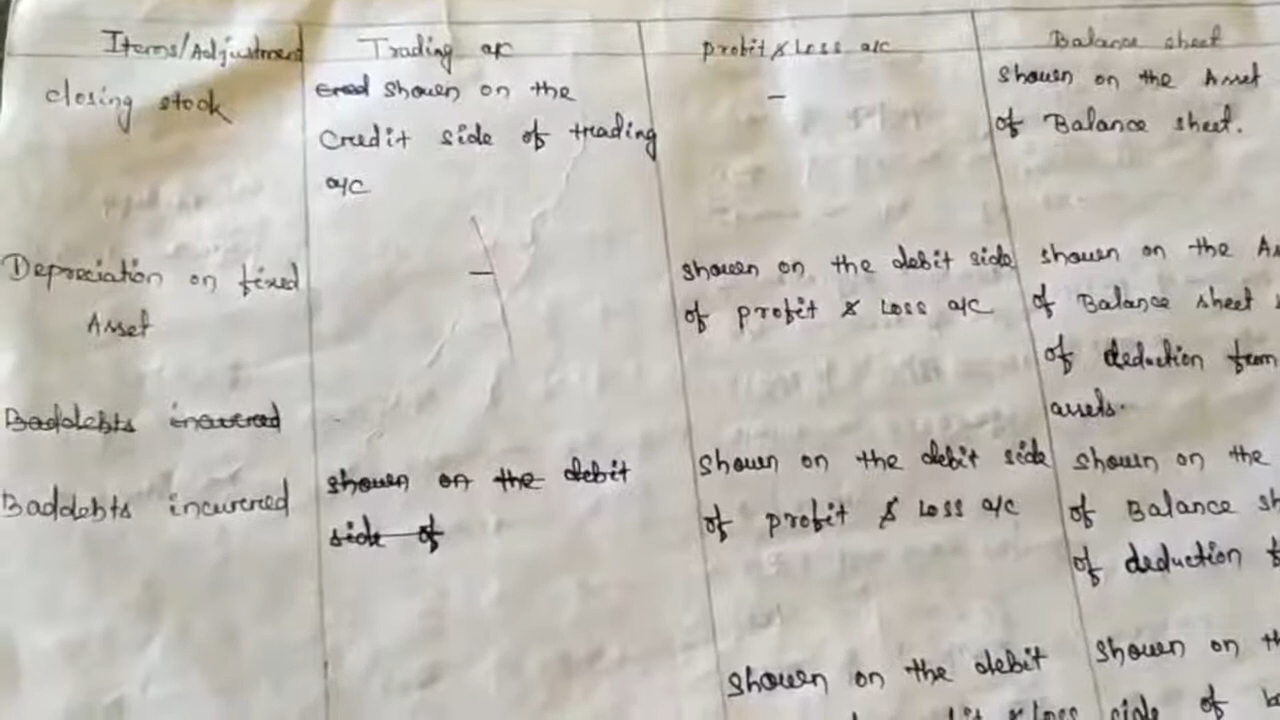 Items/Adjustment Trading a/c profit & Loss a/c Balance sheet
closing stock
shown on the
Credit side of trading
a/c
–
shown on the Asset
of Balance sheet.
Depreciation on fixed
Asset
–
shown on the debit side
of profit & Loss a/c
shown on the
of Balance sheet
of deduction from
assets.
Baddebts incurered
Baddebts incurered
shown on the debit
side of
shown on the debit side
of profit & Loss a/c
shown on the
of Balance
of deduction
shown on the debit
& loss
shown on
side of